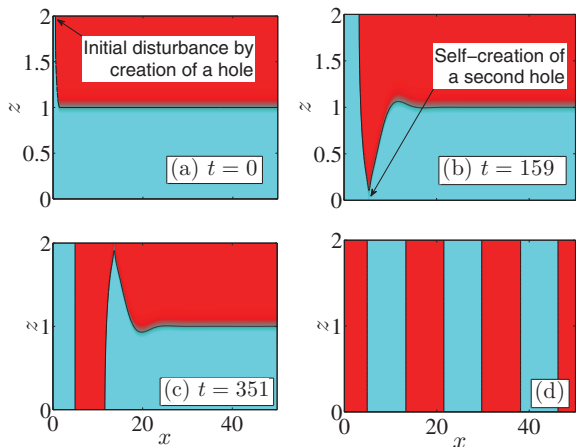 2
1.5
1
0.5
0
z
Initial disturbance by
creation of a hole
(a) t = 0
2
1.5
1
0.5
0
z
Self−creation of
a second hole
(b) t = 159
2
1
0
z
(c) t = 351
0 20 40
x
2
1
0
z
(d)
0 20 40
x